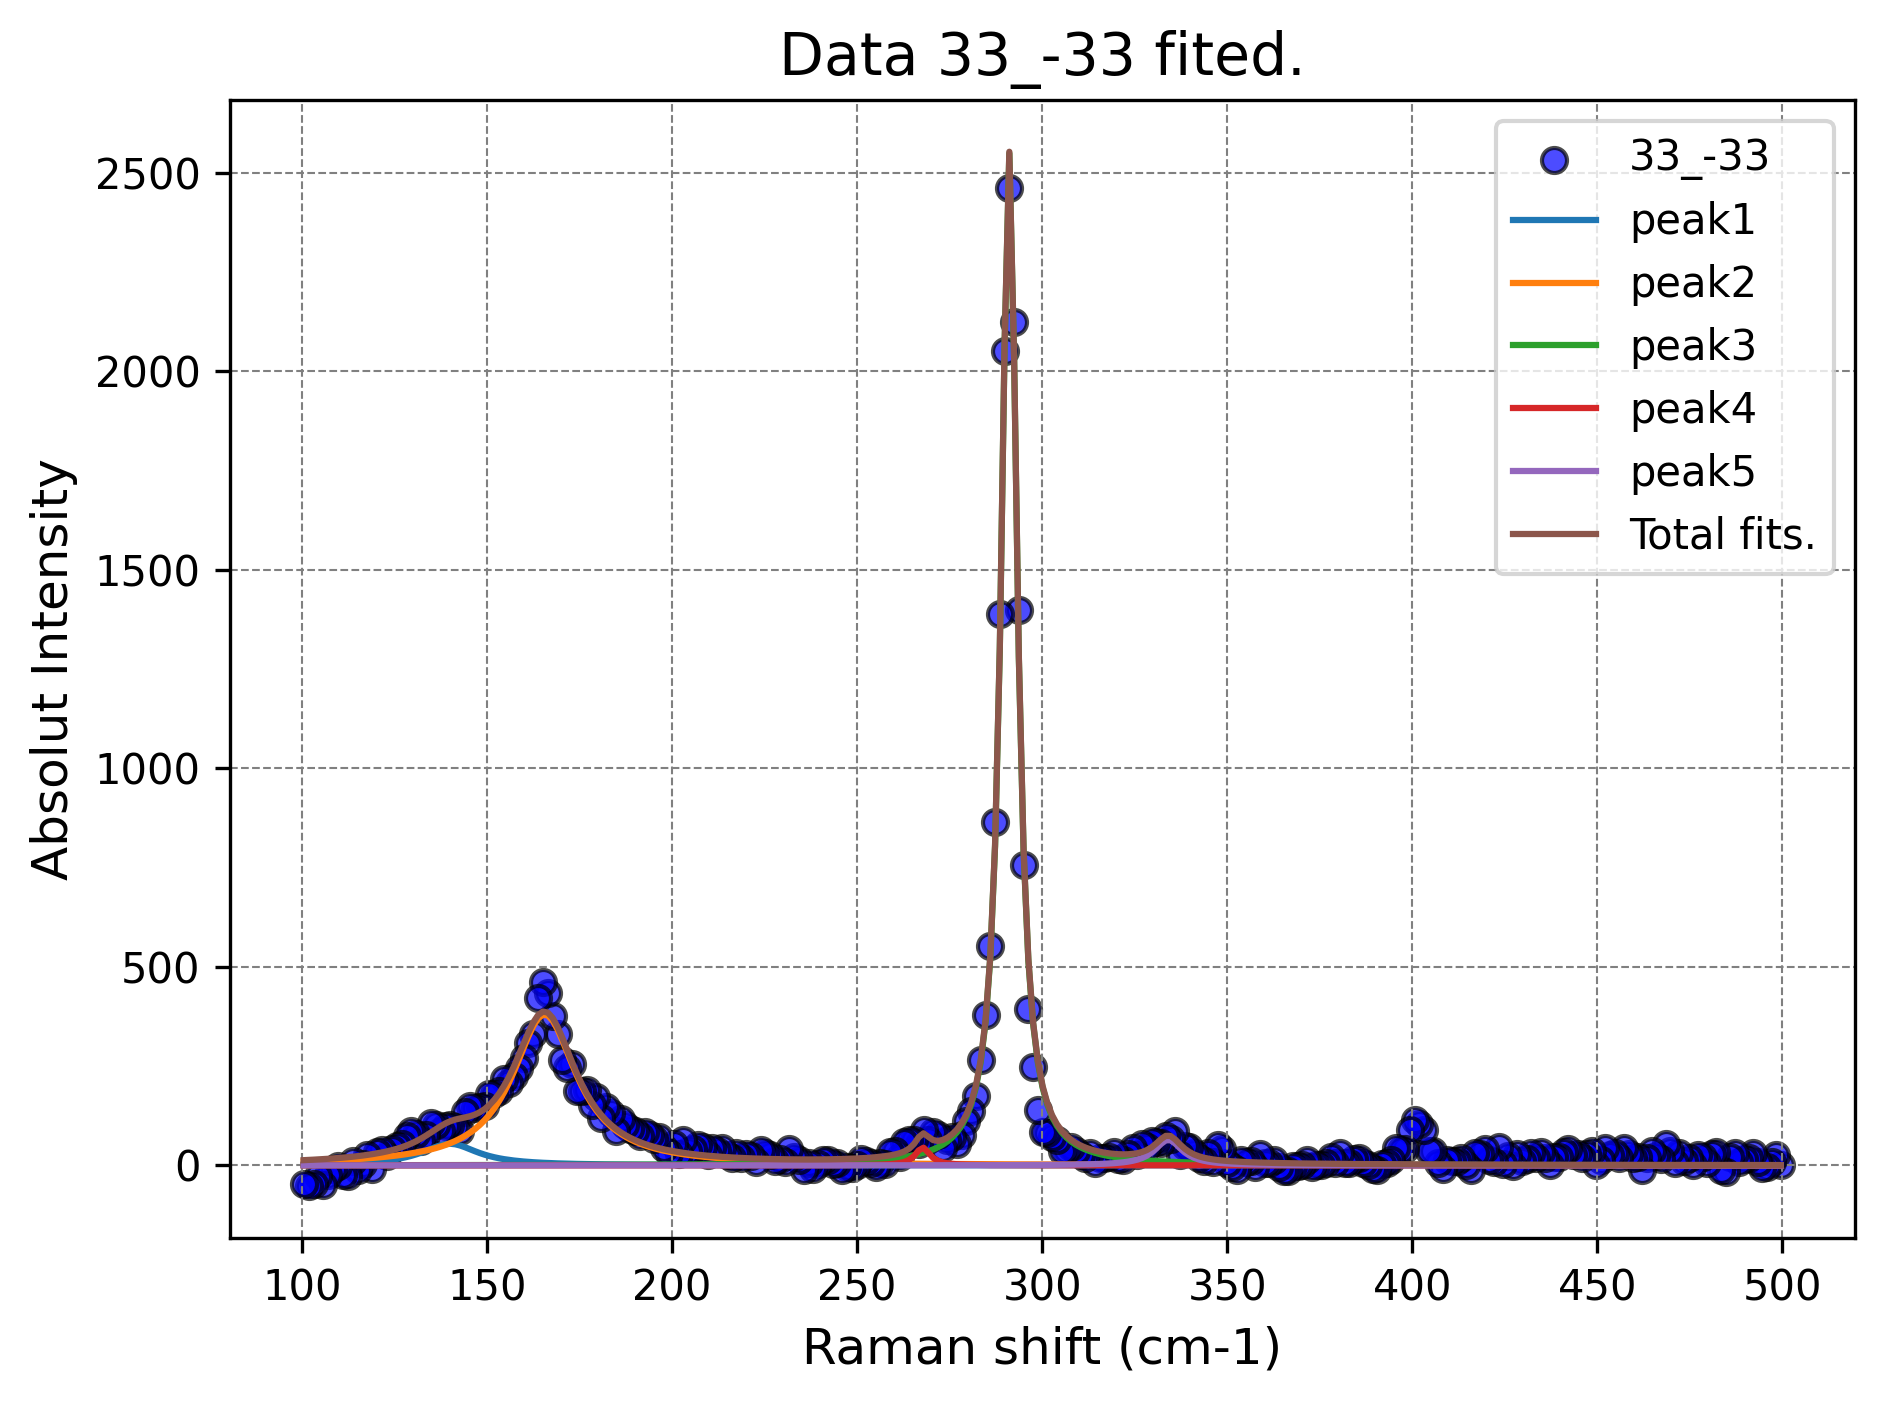 Data 33_-33 fited.
33_-33
peak1
peak2
peak3
peak4
peak5
Total fits.
Absolut Intensity
2500
2000
1500
1000
500
0
100 150 200 250 300 350 400 450 500
Raman shift (cm-1)